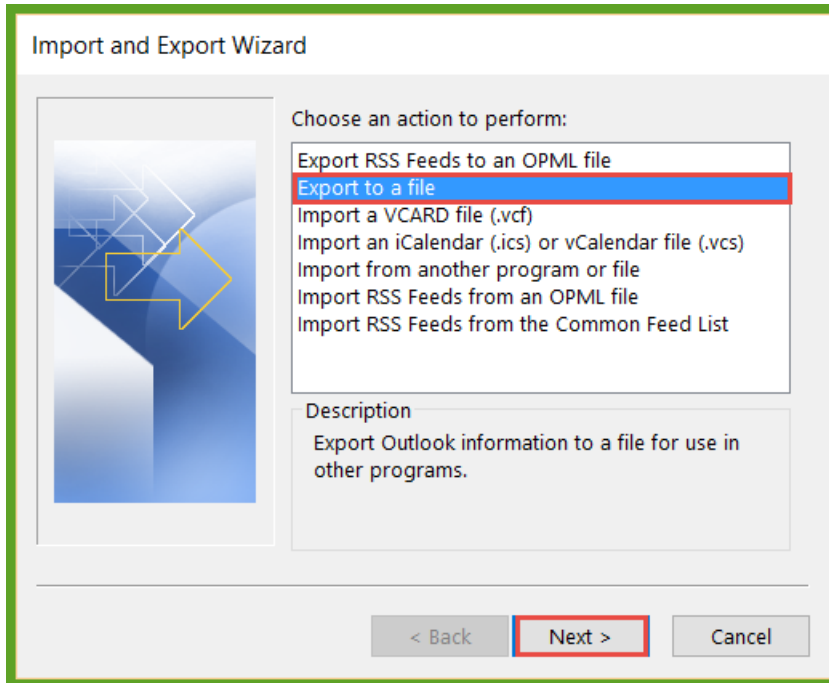 Import and Export Wizard
Choose an action to perform:
Export RSS Feeds to an OPML file
Export to a file
Import a VCARD file (.vcf)
Import an iCalendar (.ics) or vCalendar file (.vcs)
Import from another program or file
Import RSS Feeds from an OPML file
Import RSS Feeds from the Common Feed List
Description
Export Outlook information to a file for use in
other programs.
< Back Next > Cancel